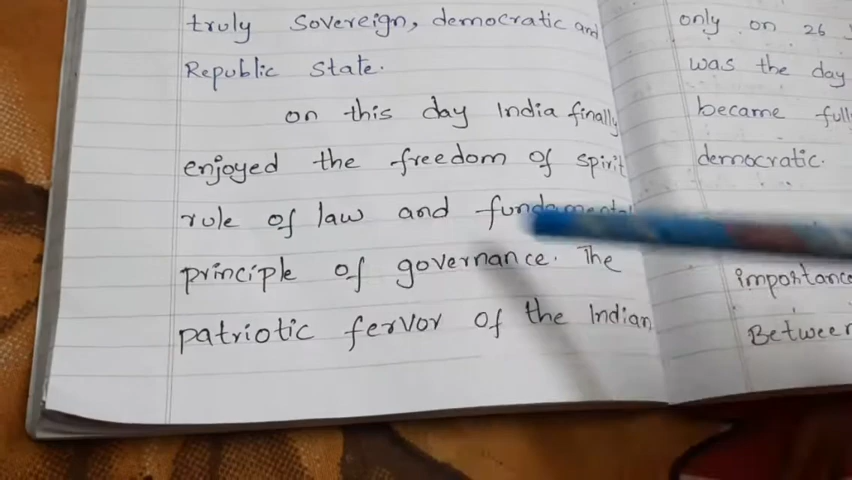 truly sovereign, democratic and
Republic state.
on this day India finally
enjoyed the freedom of spirit
rule of law and fundamental
principle of governance. The
patriotic fervor of the Indian
only on 26
was the day
became
democratic.
importance
Between